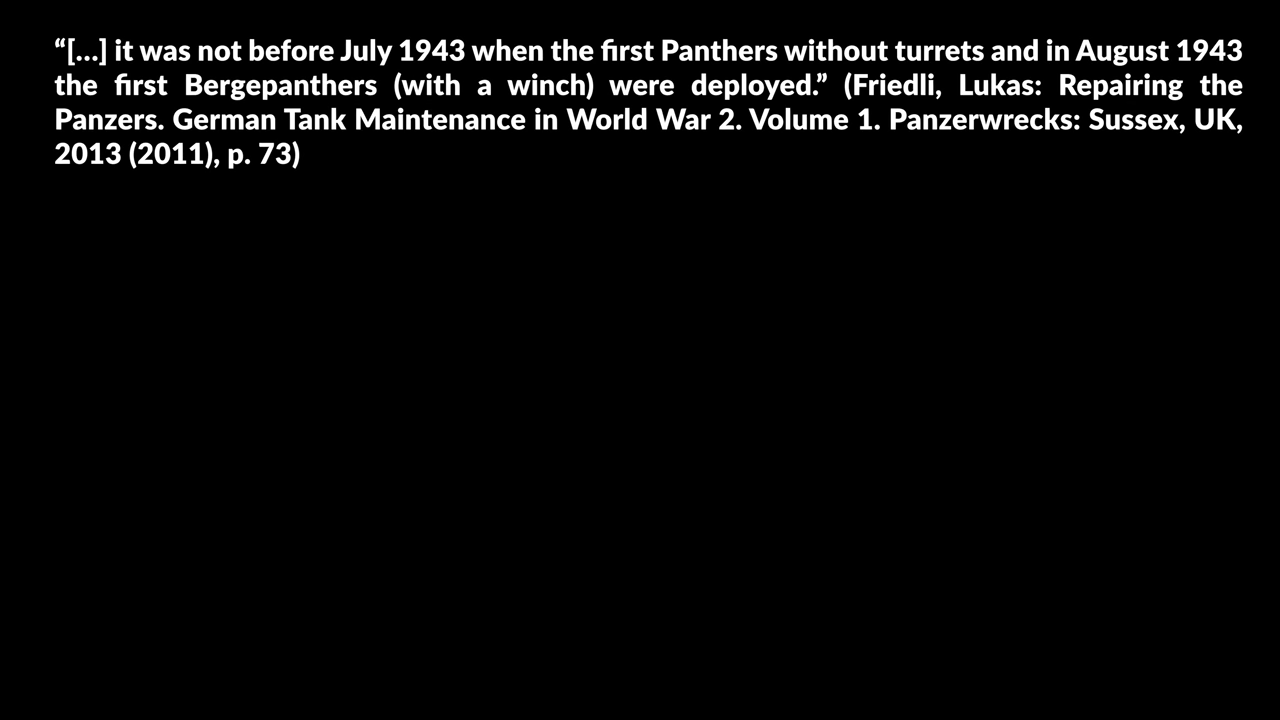 “[…] it was not before July 1943 when the first Panthers without turrets and in August 1943
the first Bergepanthers (with a winch) were deployed.” (Friedli, Lukas: Repairing the
Panzers. German Tank Maintenance in World War 2. Volume 1. Panzerwrecks: Sussex, UK,
2013 (2011), p. 73)